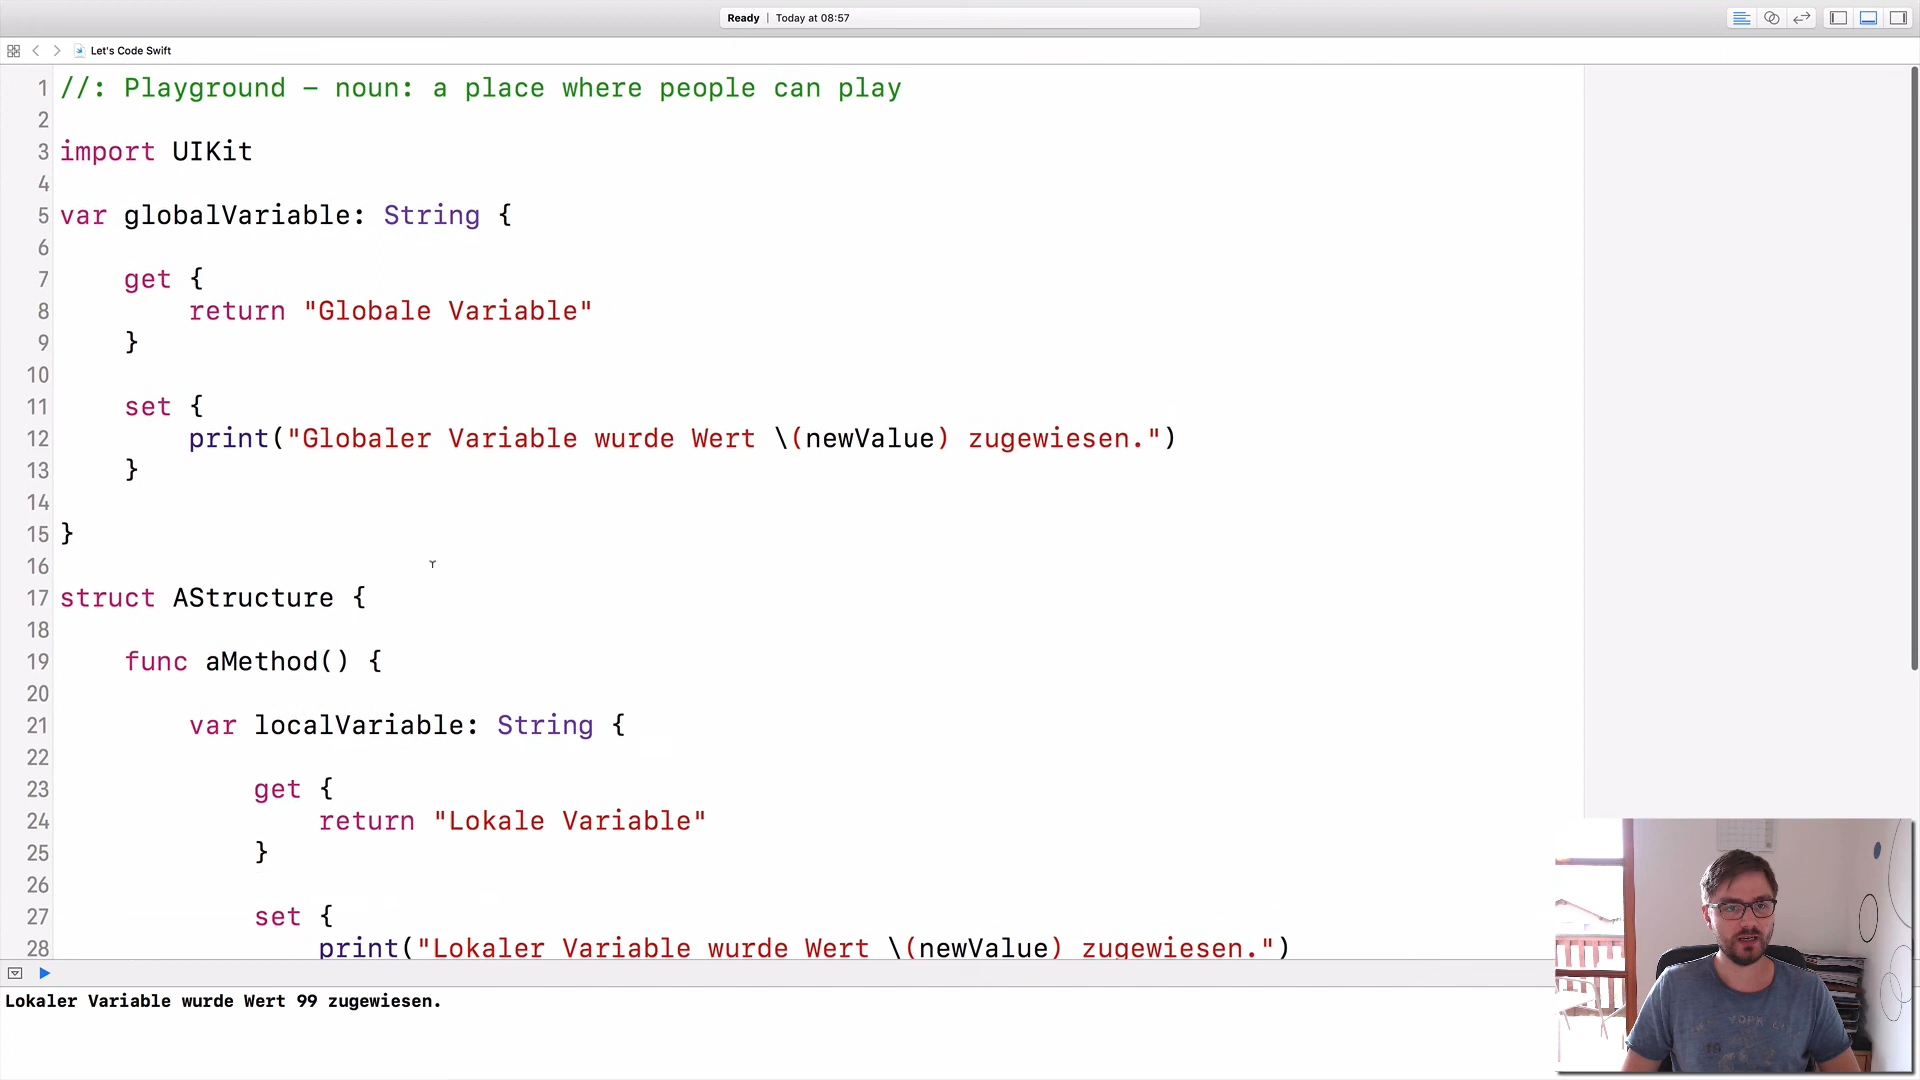 Ready | Today at 08:57
Let's Code Swift
1 //: Playground – noun: a place where people can play
2
3 import UIKit
4
5 var globalVariable: String {
6
7 get {
8 return "Globale Variable"
9 }
10
11 set {
12 print("Globaler Variable wurde Wert \(newValue) zugewiesen.")
13 }
14
15 }
16
17 struct AStructure {
18
19 func aMethod() {
20
21 var localVariable: String {
22
23 get {
24 return "Lokale Variable"
25 }
26
27 set {
28 print("Lokaler Variable wurde Wert \(newValue) zugewiesen.")
Lokaler Variable wurde Wert 99 zugewiesen.